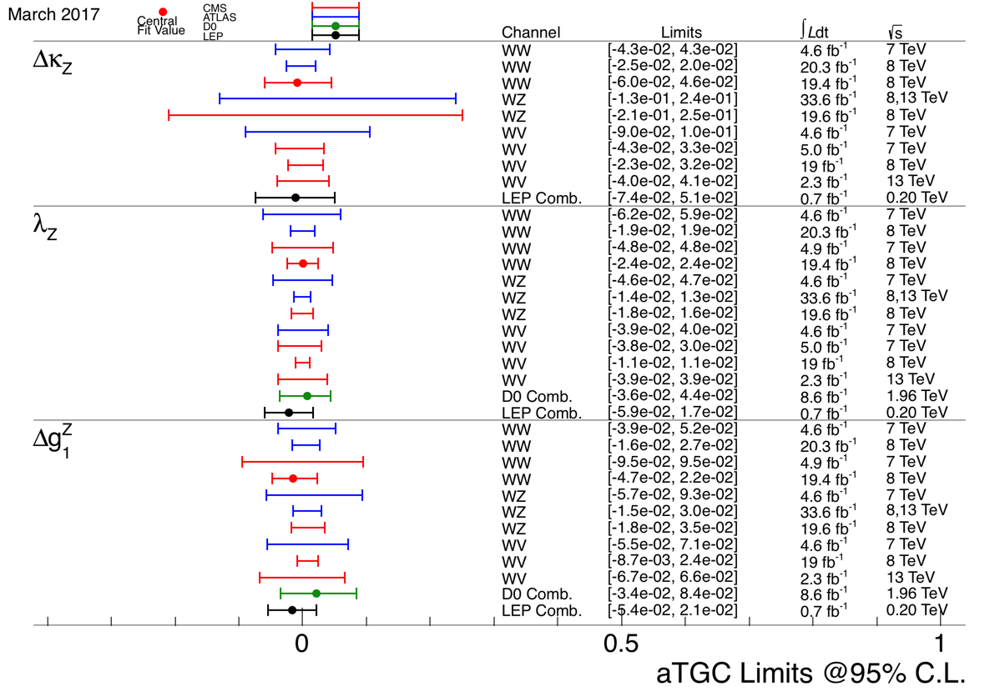 March 2017
Central
Fit Value
CMS
ATLAS
D0
LEP
Channel Limits ∫Ldt √s
Δκ_Z
WW [-4.3e-02, 4.3e-02] 4.6 fb⁻¹ 7 TeV
WW [-2.5e-02, 2.0e-02] 20.3 fb⁻¹ 8 TeV
WW [-6.0e-02, 4.6e-02] 19.4 fb⁻¹ 8 TeV
WZ [-1.3e-01, 2.4e-01] 33.6 fb⁻¹ 8,13 TeV
WZ [-2.1e-01, 2.5e-01] 19.6 fb⁻¹ 8 TeV
WV [-9.0e-02, 1.0e-01] 4.6 fb⁻¹ 7 TeV
WV [-4.3e-02, 3.3e-02] 5.0 fb⁻¹ 7 TeV
WV [-2.3e-02, 3.2e-02] 19 fb⁻¹ 8 TeV
WV [-4.0e-02, 4.1e-02] 2.3 fb⁻¹ 13 TeV
LEP Comb. [-7.4e-02, 5.1e-02] 0.7 fb⁻¹ 0.20 TeV
λ_Z
WW [-6.2e-02, 5.9e-02] 4.6 fb⁻¹ 7 TeV
WW [-1.9e-02, 1.9e-02] 20.3 fb⁻¹ 8 TeV
WW [-4.8e-02, 4.8e-02] 4.9 fb⁻¹ 7 TeV
WW [-2.4e-02, 2.4e-02] 19.4 fb⁻¹ 8 TeV
WZ [-4.6e-02, 4.7e-02] 4.6 fb⁻¹ 7 TeV
WZ [-1.4e-02, 1.3e-02] 33.6 fb⁻¹ 8,13 TeV
WZ [-1.8e-02, 1.6e-02] 19.6 fb⁻¹ 8 TeV
WV [-3.9e-02, 4.0e-02] 4.6 fb⁻¹ 7 TeV
WV [-3.8e-02, 3.0e-02] 5.0 fb⁻¹ 7 TeV
WV [-1.1e-02, 1.1e-02] 19 fb⁻¹ 8 TeV
WV [-3.9e-02, 3.9e-02] 2.3 fb⁻¹ 13 TeV
D0 Comb. [-3.6e-02, 4.4e-02] 8.6 fb⁻¹ 1.96 TeV
LEP Comb. [-5.9e-02, 1.7e-02] 0.7 fb⁻¹ 0.20 TeV
Δg₁^Z
WW [-3.9e-02, 5.2e-02] 4.6 fb⁻¹ 7 TeV
WW [-1.6e-02, 2.7e-02] 20.3 fb⁻¹ 8 TeV
WW [-9.5e-02, 9.5e-02] 4.9 fb⁻¹ 7 TeV
WW [-4.7e-02, 2.2e-02] 19.4 fb⁻¹ 8 TeV
WZ [-5.7e-02, 9.3e-02] 4.6 fb⁻¹ 7 TeV
WZ [-1.5e-02, 3.0e-02] 33.6 fb⁻¹ 8,13 TeV
WZ [-1.8e-02, 3.5e-02] 19.6 fb⁻¹ 8 TeV
WV [-5.5e-02, 7.1e-02] 4.6 fb⁻¹ 7 TeV
WV [-8.7e-03, 2.4e-02] 19 fb⁻¹ 8 TeV
WV [-6.7e-02, 6.6e-02] 2.3 fb⁻¹ 13 TeV
D0 Comb. [-3.4e-02, 8.4e-02] 8.6 fb⁻¹ 1.96 TeV
LEP Comb. [-5.4e-02, 2.1e-02] 0.7 fb⁻¹ 0.20 TeV
0 0.5 1
aTGC Limits @95% C.L.